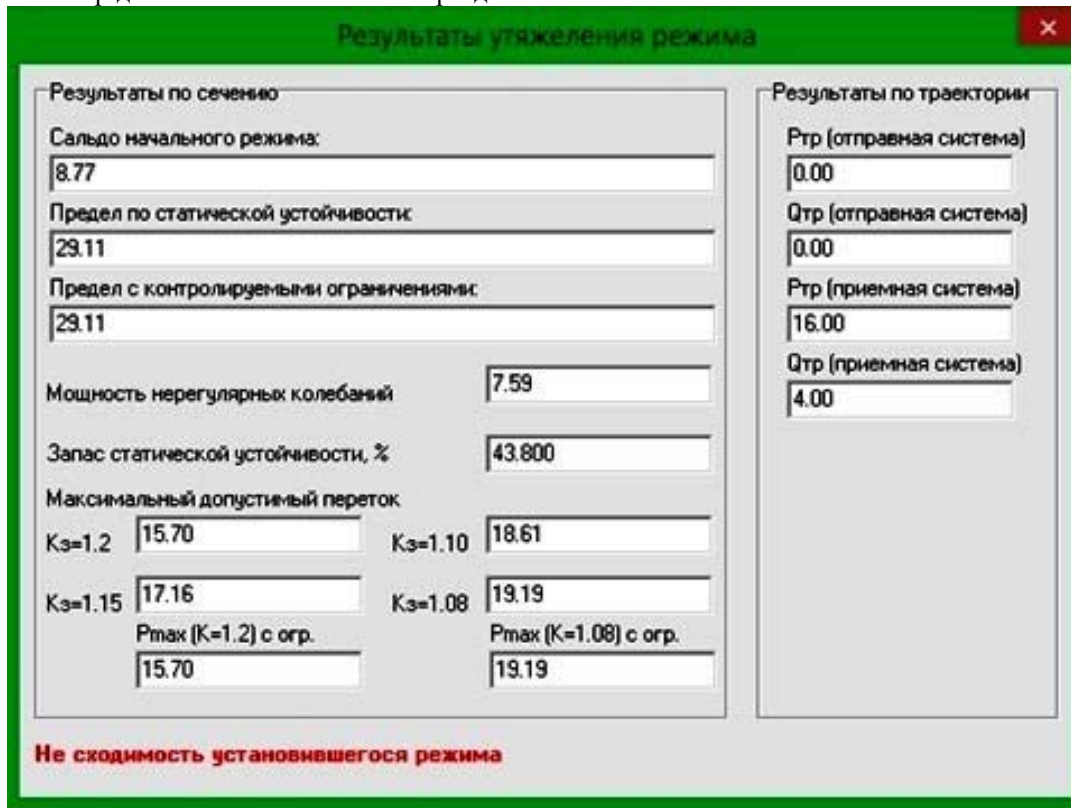 Результаты утяжеления режима
Результаты по сечению
Сальдо начального режима:
8.77
Предел по статической устойчивости:
29.11
Предел с контролируемыми ограничениями:
29.11
Мощность нерегулярных колебаний
7.59
Запас статической устойчивости, %
43.800
Максимальный допустимый переток
Кз=1.2
15.70
Кз=1.10
18.61
Кз=1.15
17.16
Кз=1.08
19.19
Pmax (К=1.2) с огр.
15.70
Pmax (К=1.08) с огр.
19.19
Результаты по траектории
Ртр (отправная система)
0.00
Qтр (отправная система)
0.00
Ртр (приемная система)
16.00
Qтр (приемная система)
4.00
Не сходимость установившегося режима